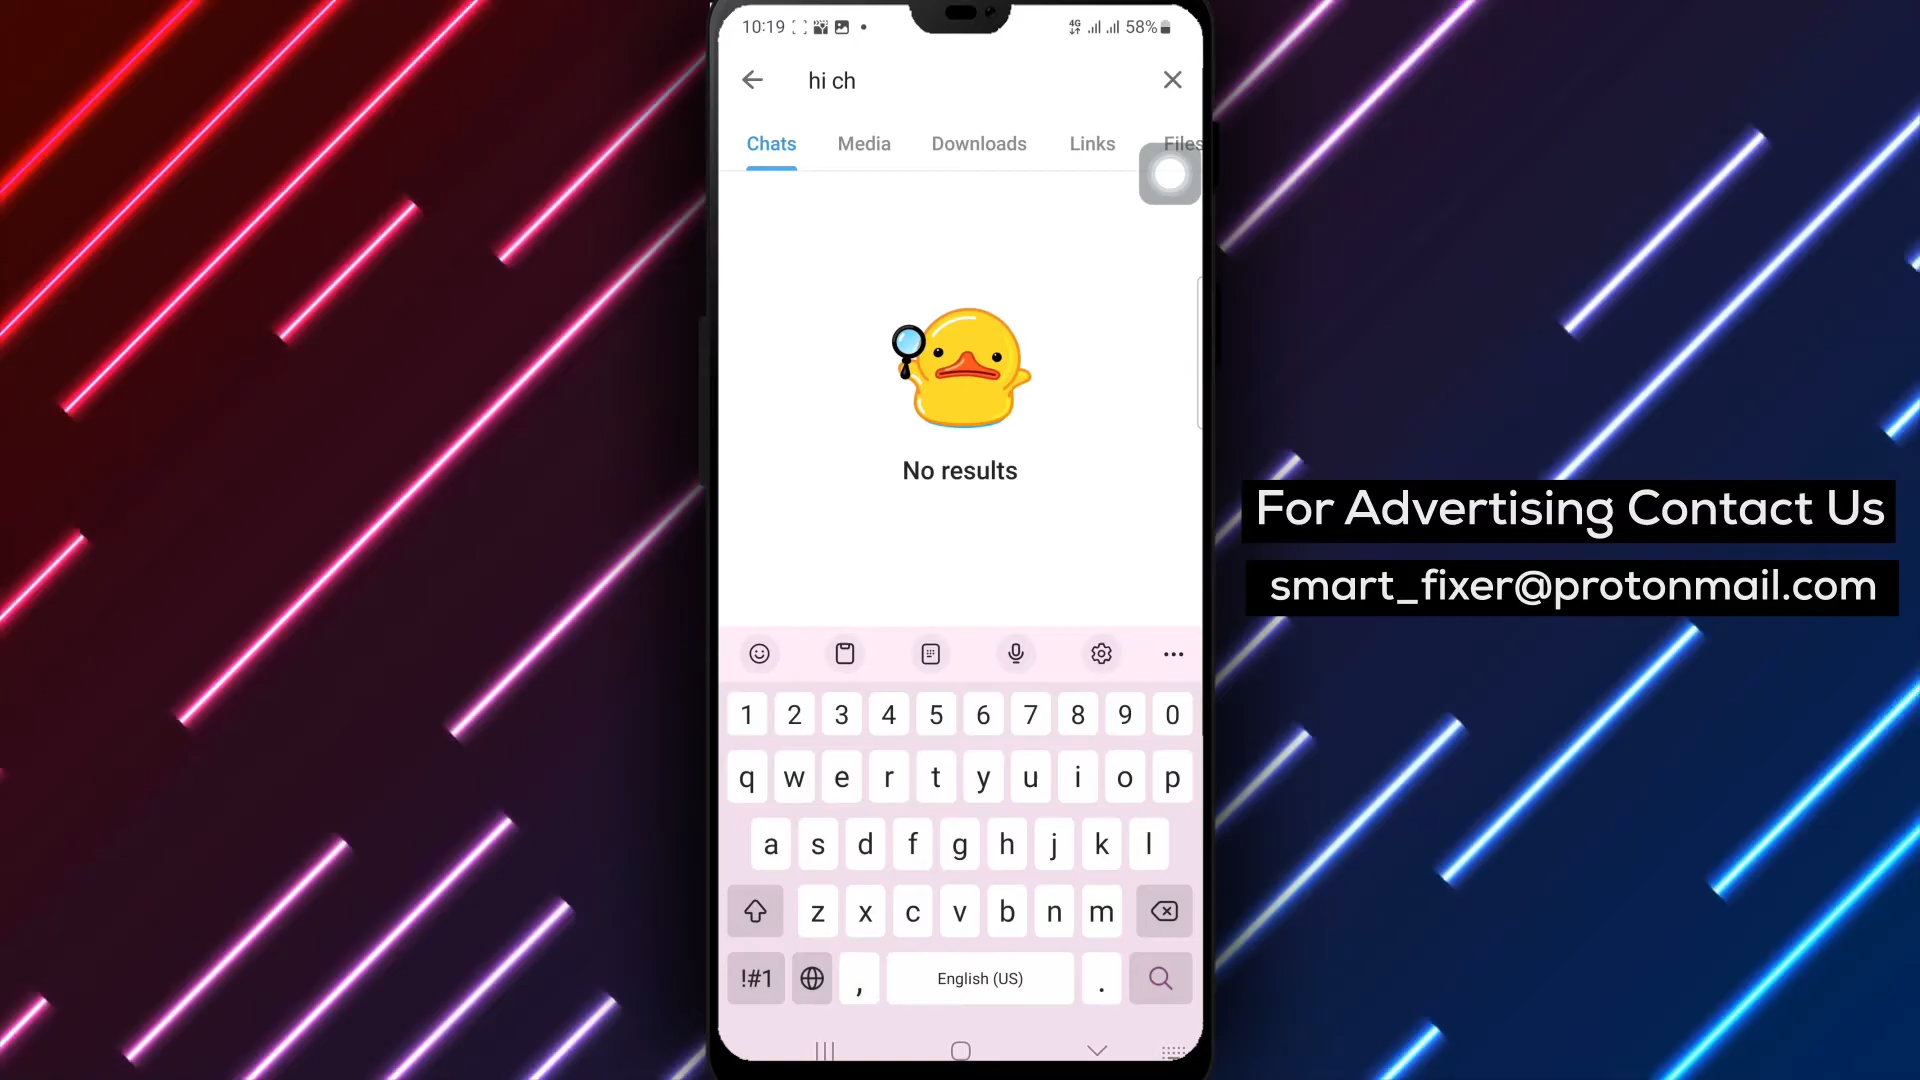 10:19
4G 58%
hi ch
Chats Media Downloads Links Files
No results
For Advertising Contact Us
smart_fixer@protonmail.com
1 2 3 4 5 6 7 8 9 0
q w e r t y u i o p
a s d f g h j k l
z x c v b n m
!#1 , English (US) .